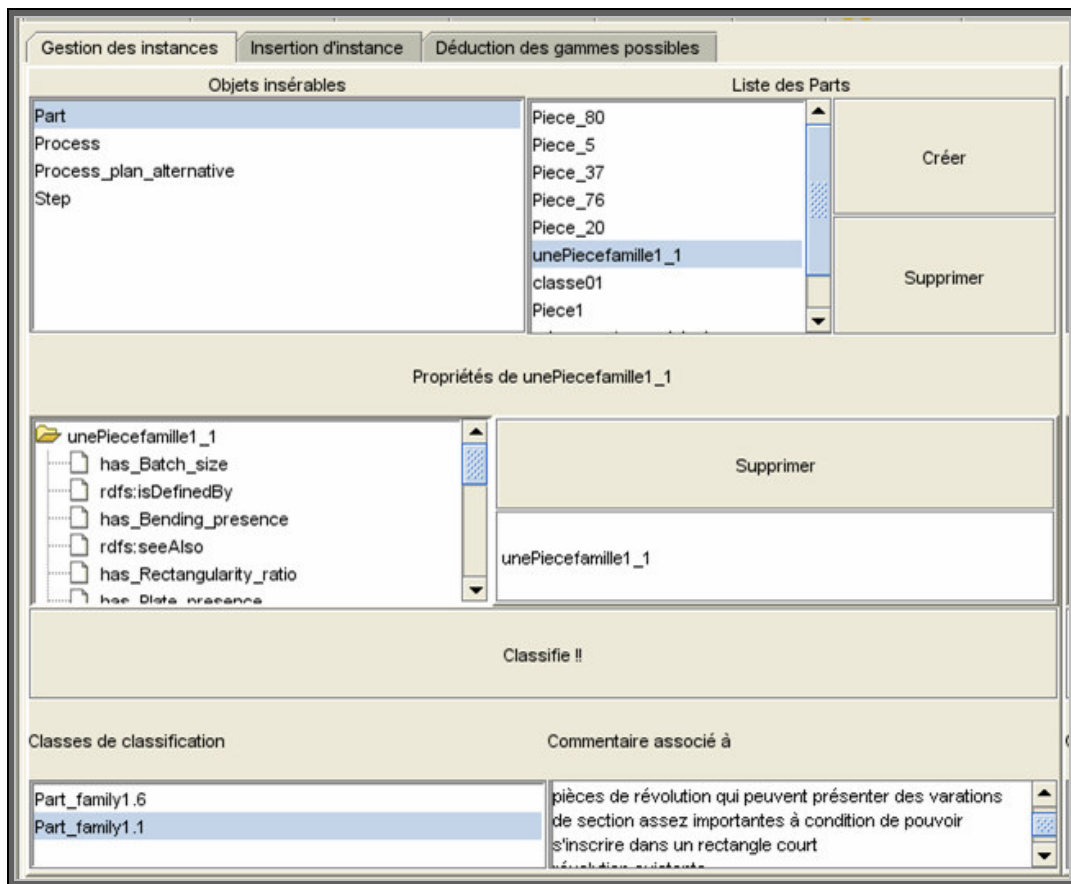 Gestion des instances
Insertion d'instance
Déduction des gammes possibles
Objets insérables
Liste des Parts
Part
Process
Process_plan_alternative
Step
Piece_80
Piece_5
Piece_37
Piece_76
Piece_20
unePiecefamille1_1
classe01
Piece1
Créer
Supprimer
Propriétés de unePiecefamille1_1
unePiecefamille1_1
has_Batch_size
rdfs:isDefinedBy
has_Bending_presence
rdfs:seeAlso
has_Rectangularity_ratio
has_Plate_presence
Supprimer
unePiecefamille1_1
Classifie !!
Classes de classification
Commentaire associé à
Part_family1.6
Part_family1.1
pièces de révolution qui peuvent présenter des varations
de section assez importantes à condition de pouvoir
s'inscrire dans un rectangle court